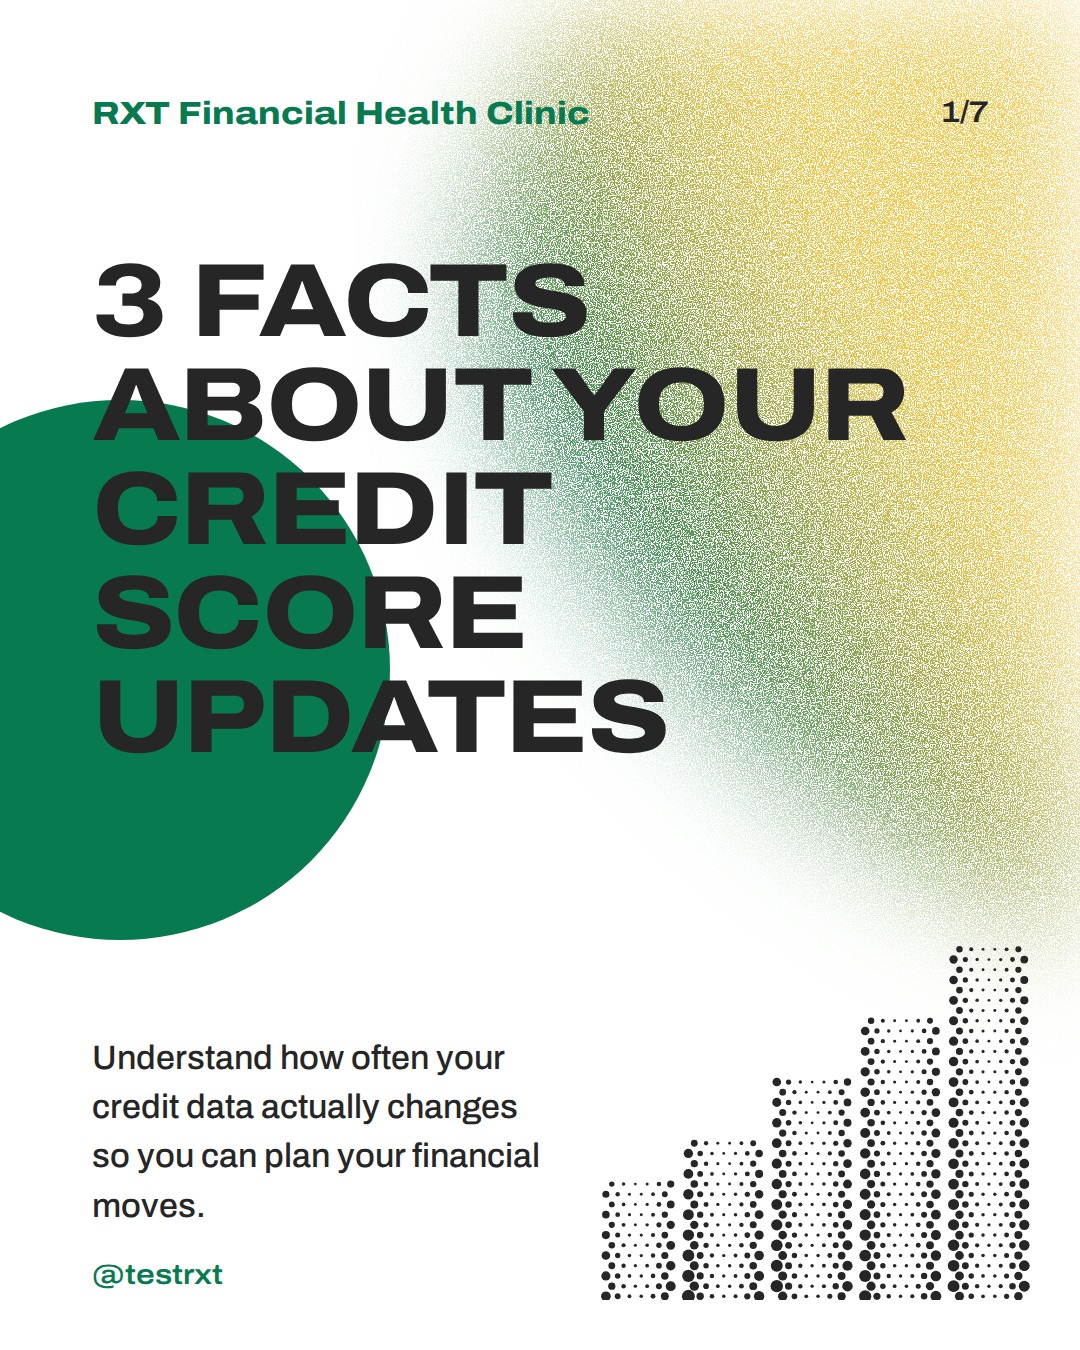 RXT Financial Health Clinic
1/7
3 FACTS
ABOUT YOUR
CREDIT
SCORE
UPDATES
Understand how often your
credit data actually changes
so you can plan your financial
moves.
@testrxt